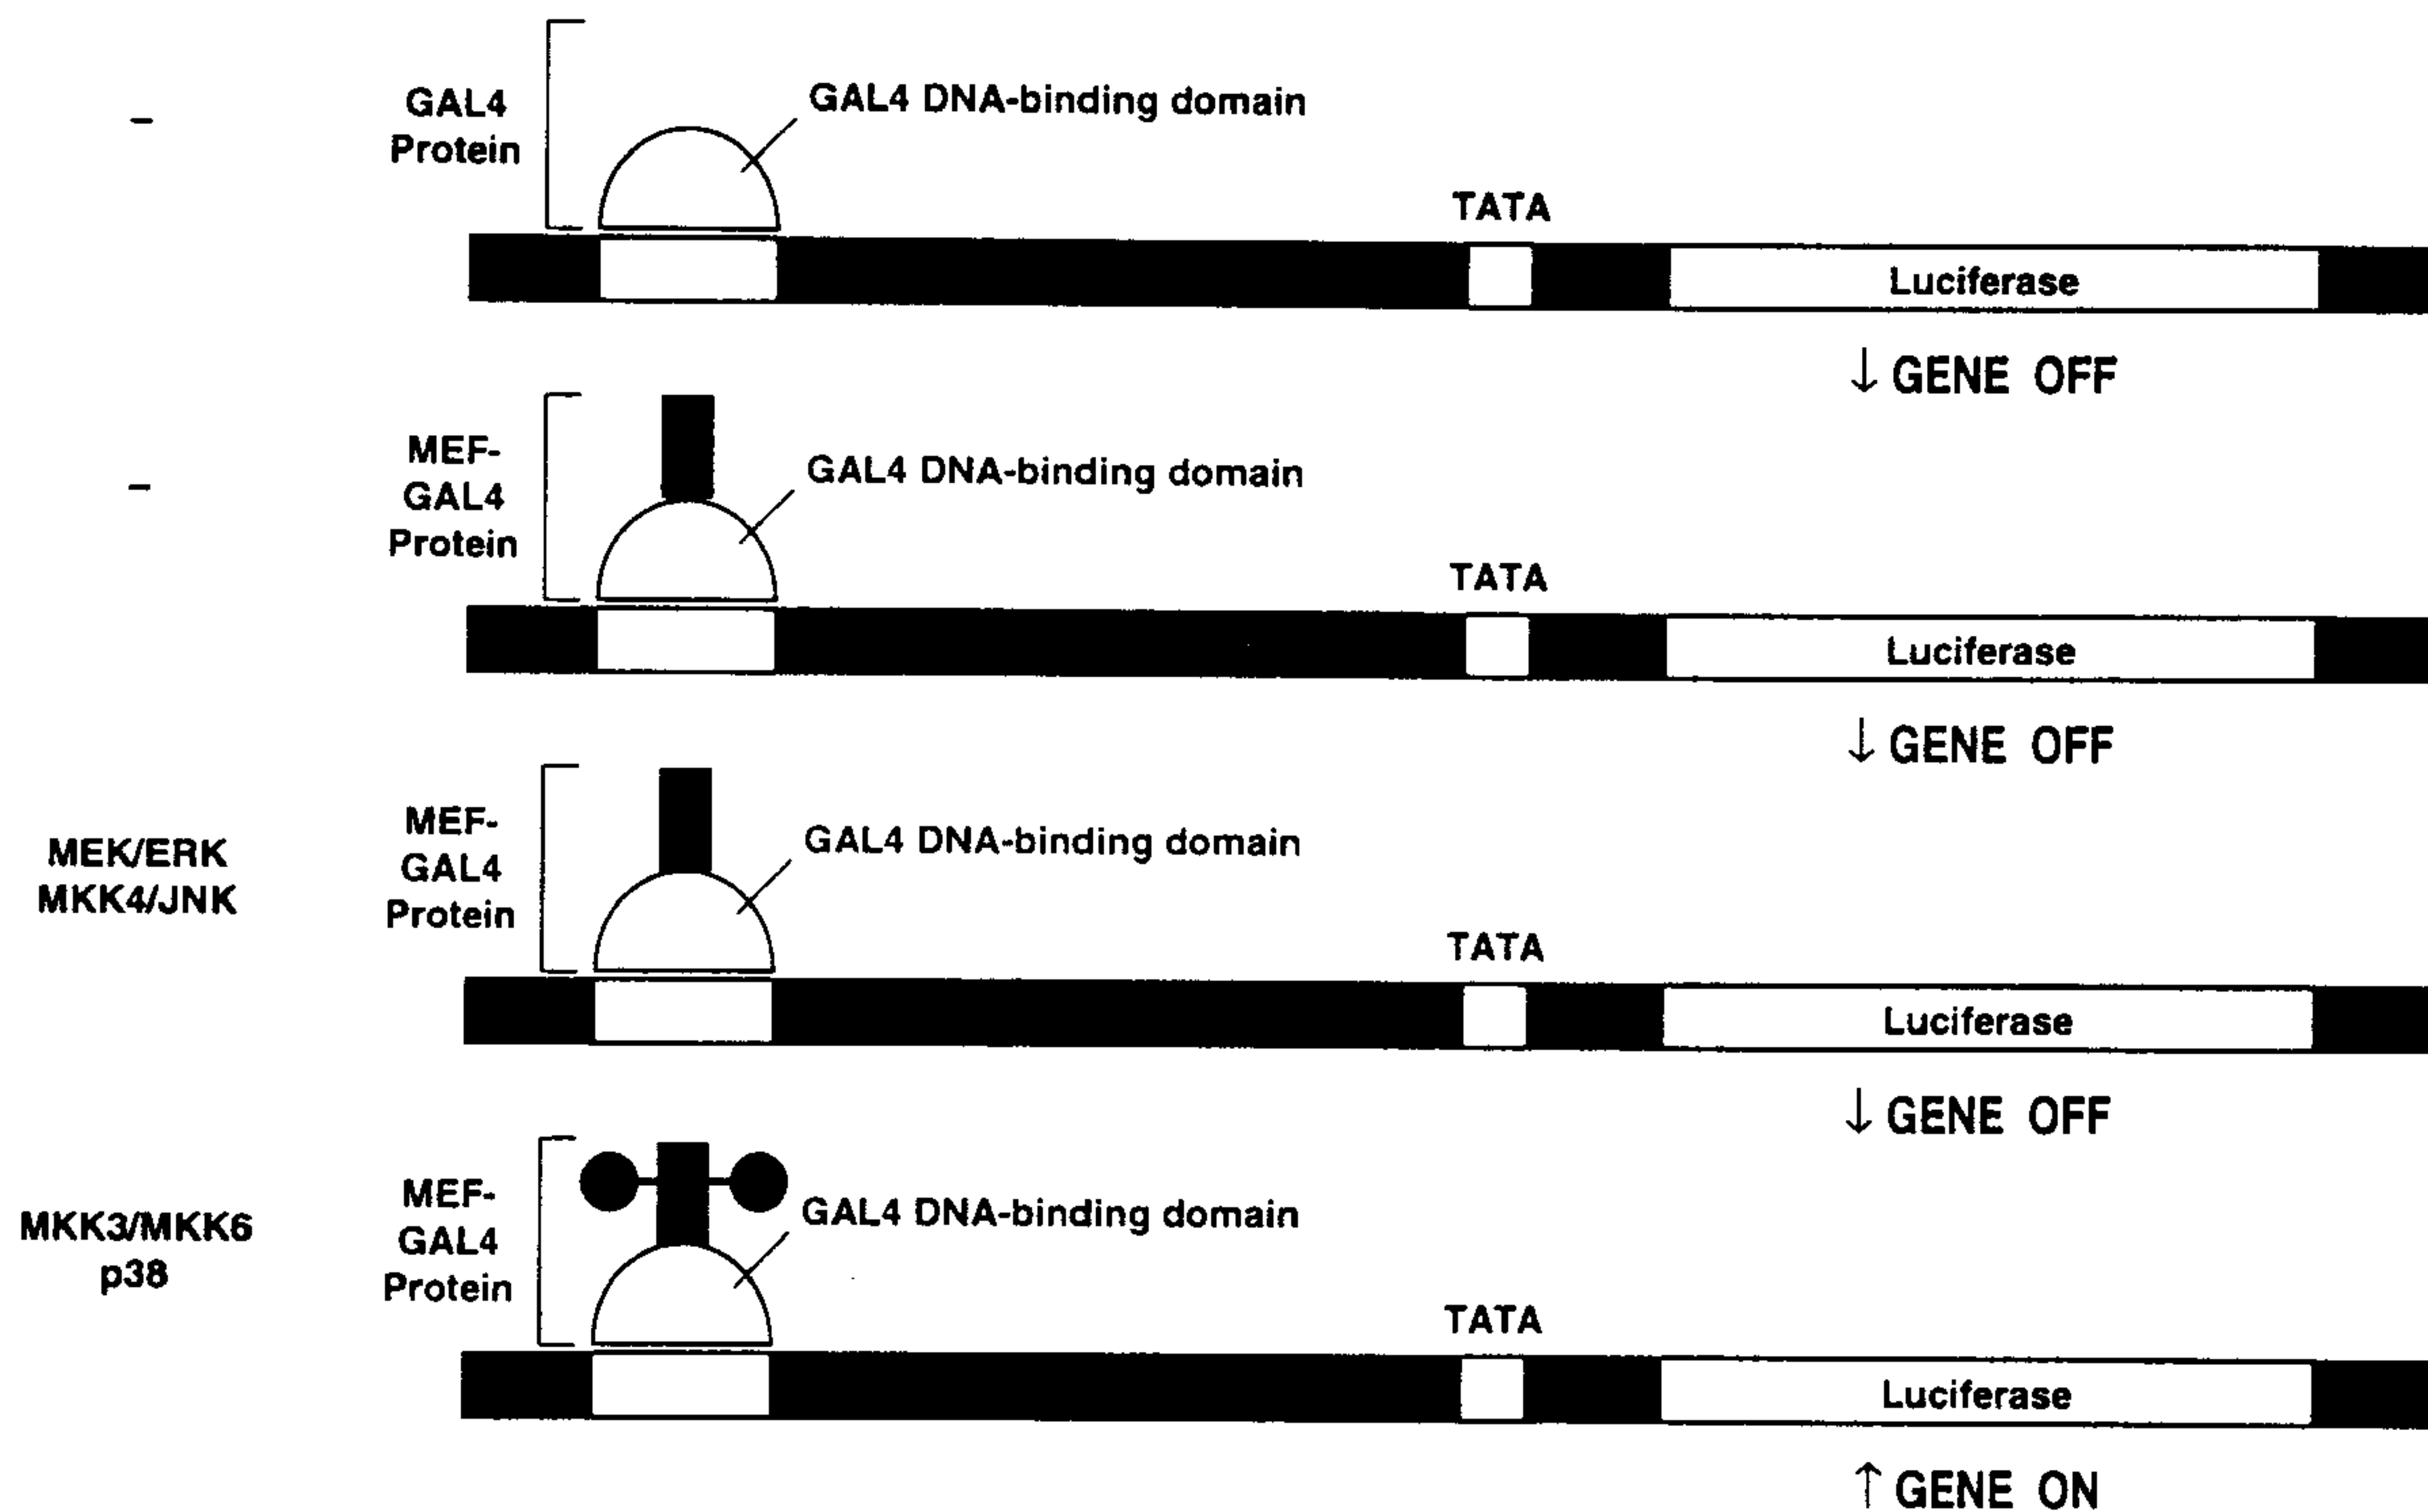 –
GAL4
Protein
GAL4 DNA-binding domain
TATA
Luciferase
↓ GENE OFF
–
MEF-
GAL4
Protein
GAL4 DNA-binding domain
TATA
Luciferase
↓ GENE OFF
MEK/ERK
MKK4/JNK
MEF-
GAL4
Protein
GAL4 DNA-binding domain
TATA
Luciferase
↓ GENE OFF
MKK3/MKK6
p38
MEF-
GAL4
Protein
GAL4 DNA-binding domain
TATA
Luciferase
↑ GENE ON